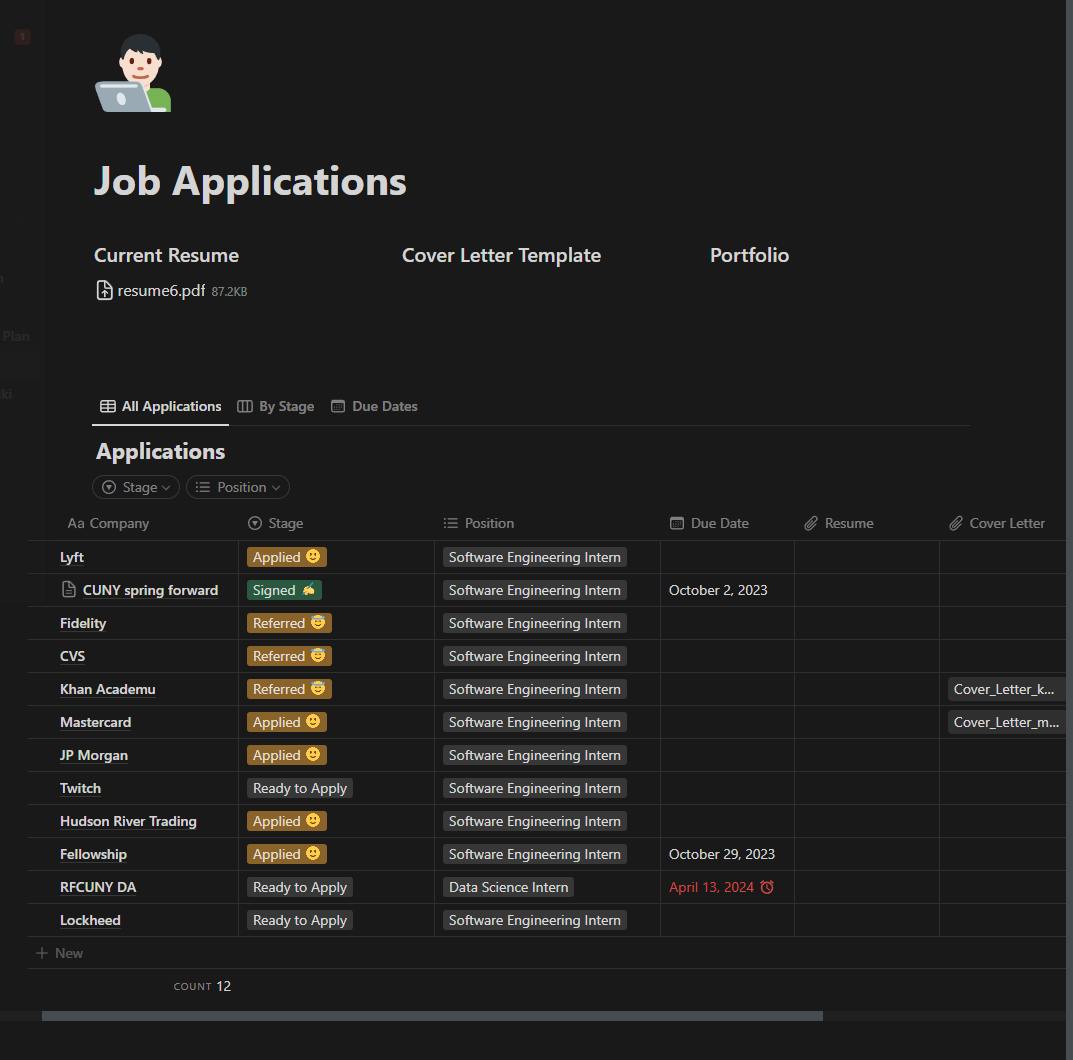 1
Job Applications
Current Resume Cover Letter Template Portfolio
resume6.pdf 87.2KB
Plan
All Applications By Stage Due Dates
Applications
Stage Position
Aa Company Stage Position Due Date Resume Cover Letter
Lyft Applied Software Engineering Intern
CUNY spring forward Signed Software Engineering Intern October 2, 2023
Fidelity Referred Software Engineering Intern
CVS Referred Software Engineering Intern
Khan Academu Referred Software Engineering Intern Cover_Letter_k...
Mastercard Applied Software Engineering Intern Cover_Letter_m...
JP Morgan Applied Software Engineering Intern
Twitch Ready to Apply Software Engineering Intern
Hudson River Trading Applied Software Engineering Intern
Fellowship Applied Software Engineering Intern October 29, 2023
RFCUNY DA Ready to Apply Data Science Intern April 13, 2024
Lockheed Ready to Apply Software Engineering Intern
+ New
COUNT 12